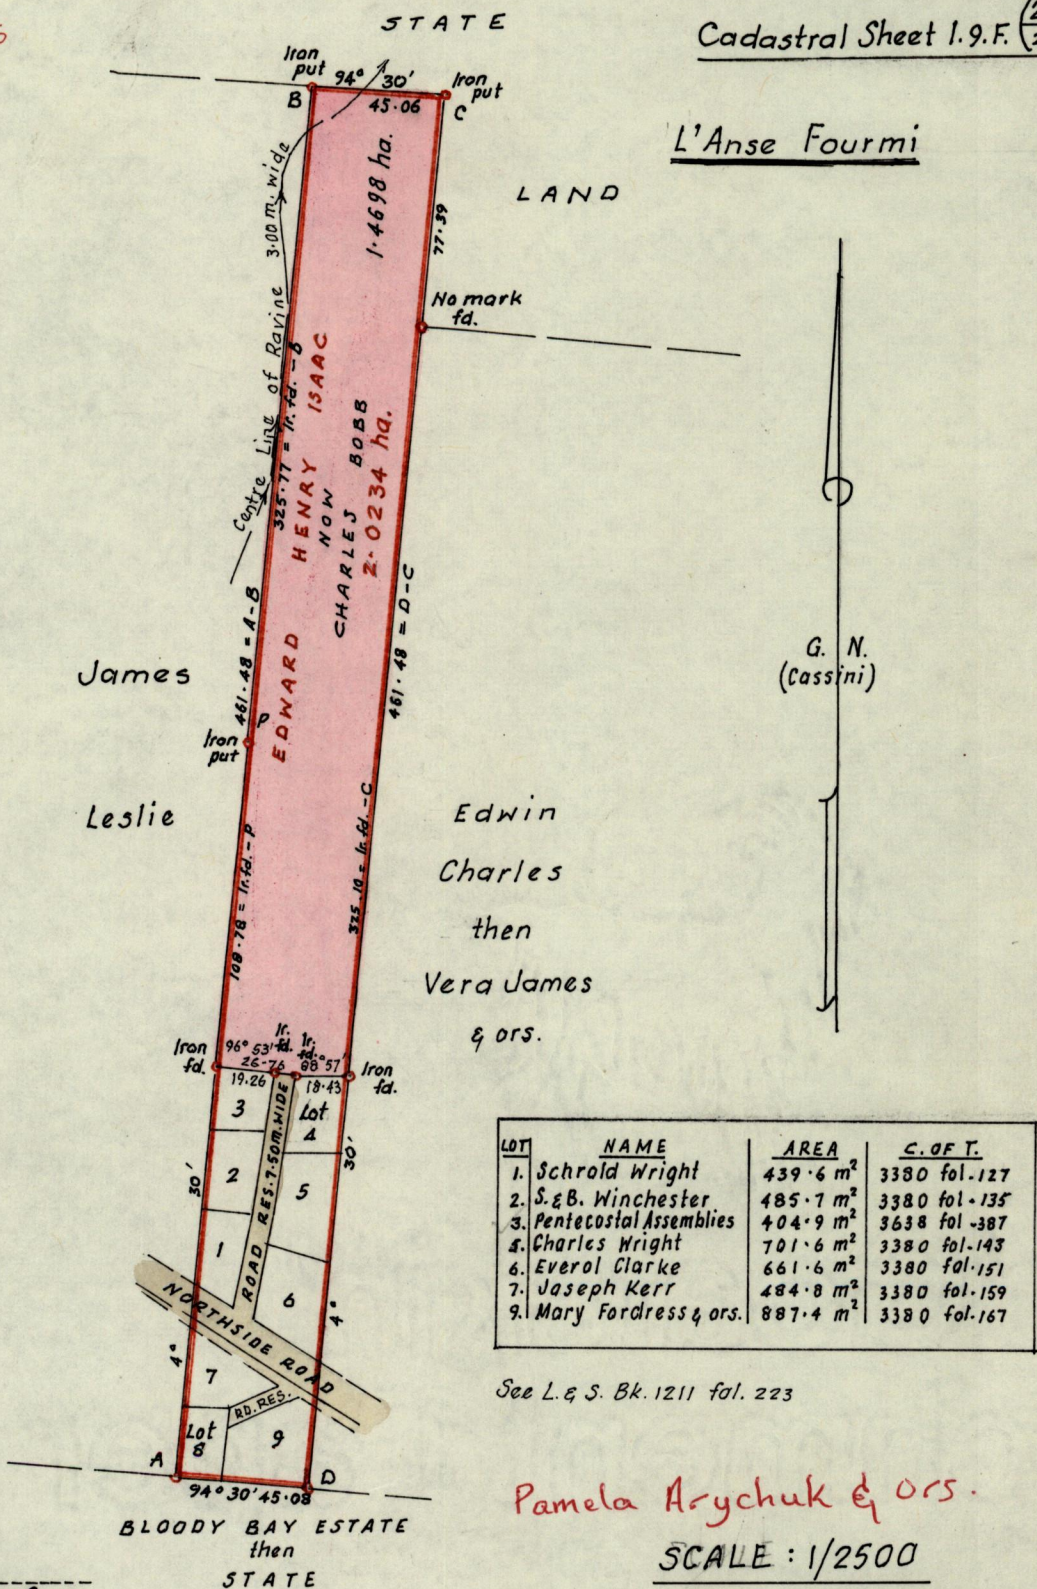 STATE
Cadastral Sheet 1.9.F.
L'Anse Fourmi
Iron
put
94° 30'
45.06
Iron
put
B
C
3.00 m. wide
1.4698 ha.
LAND
77.39
No mark
fd.
Centre Line of Ravine
325.77 = Ir. fd. - B
EDWARD HENRY ISAAC
NOW
CHARLES BOBB
2.0234 ha.
461.48 = A-B
461.48 = D-C
G. N.
(Cassini)
James
P
Iron
put
Leslie
Edwin
Charles
then
Vera James
& ors.
108.78 = Ir. fd. - P
325.10 = Ir. fd. - C
Iron
fd.
96° 53'
26.76
Ir.
fd.
Ir.
fd.
88° 57'
Iron
fd.
19.26
18.43
3
Lot
4
2
5
1
6
30'
30'
ROAD RES. 7.50m. WIDE
NORTHSIDE ROAD
4°
4°
7
RD. RES.
Lot
8
9
A
D
94° 30' 45.08
BLOODY BAY ESTATE
then
STATE
LOT NAME AREA C. OF T.
1. Schrold Wright 439.6 m² 3380 fol. 127
2. S. & B. Winchester 485.7 m² 3380 fol. 135
3. Pentecostal Assemblies 404.9 m² 3638 fol. 387
5. Charles Wright 701.6 m² 3380 fol. 143
6. Everol Clarke 661.6 m² 3380 fol. 151
7. Joseph Kerr 484.8 m² 3380 fol. 159
9. Mary Fordress & ors. 887.4 m² 3380 fol. 167
See L. & S. Bk. 1211 fol. 223
Pamela Arychuk & Ors.
SCALE : 1/2500